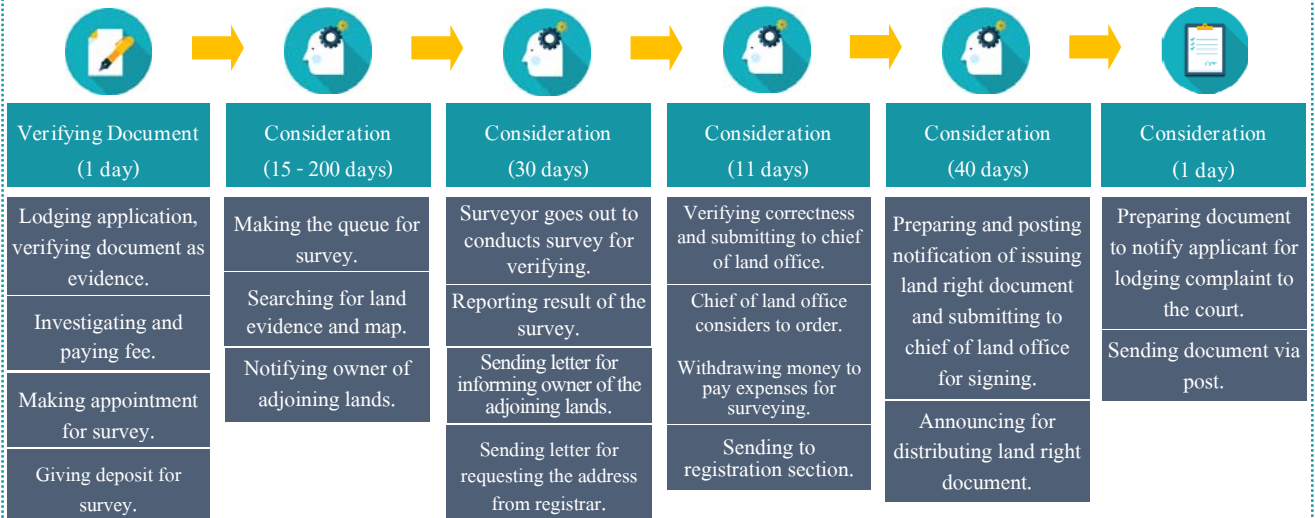 Verifying Document
(1 day)
Lodging application,
verifying document as
evidence.
Investigating and
paying fee.
Making appointment
for survey.
Giving deposit for
survey.
Consideration
(15 - 200 days)
Making the queue for
survey.
Searching for land
evidence and map.
Notifying owner of
adjoining lands.
Consideration
(30 days)
Surveyor goes out to
conducts survey for
verifying.
Reporting result of the
survey.
Sending letter for
informing owner of the
adjoining lands.
Sending letter for
requesting the address
from registrar.
Consideration
(11 days)
Verifying correctness
and submitting to chief
of land office.
Chief of land office
considers to order.
Withdrawing money to
pay expenses for
surveying.
Sending to
registration section.
Consideration
(40 days)
Preparing and posting
notification of issuing
land right document
and submitting to
chief of land office
for signing.
Announcing for
distributing land right
document.
Consideration
(1 day)
Preparing document
to notify applicant for
lodging complaint to
the court.
Sending document via
post.